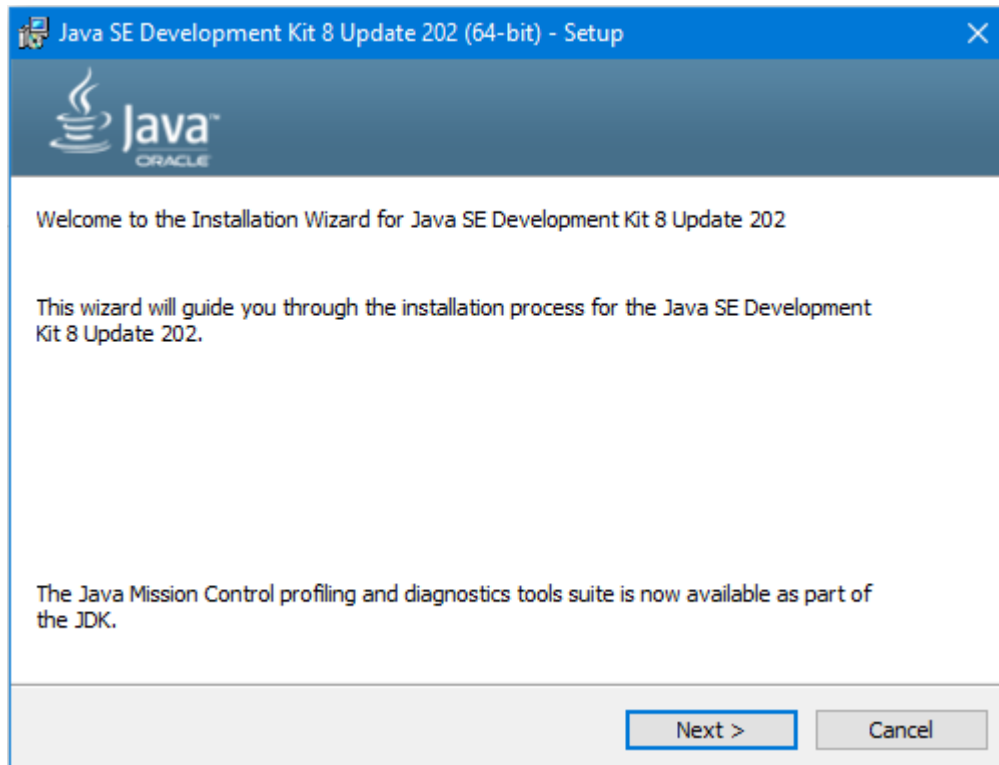 Java SE Development Kit 8 Update 202 (64-bit) - Setup
Java™
ORACLE
Welcome to the Installation Wizard for Java SE Development Kit 8 Update 202
This wizard will guide you through the installation process for the Java SE Development
Kit 8 Update 202.
The Java Mission Control profiling and diagnostics tools suite is now available as part of
the JDK.
Next >
Cancel